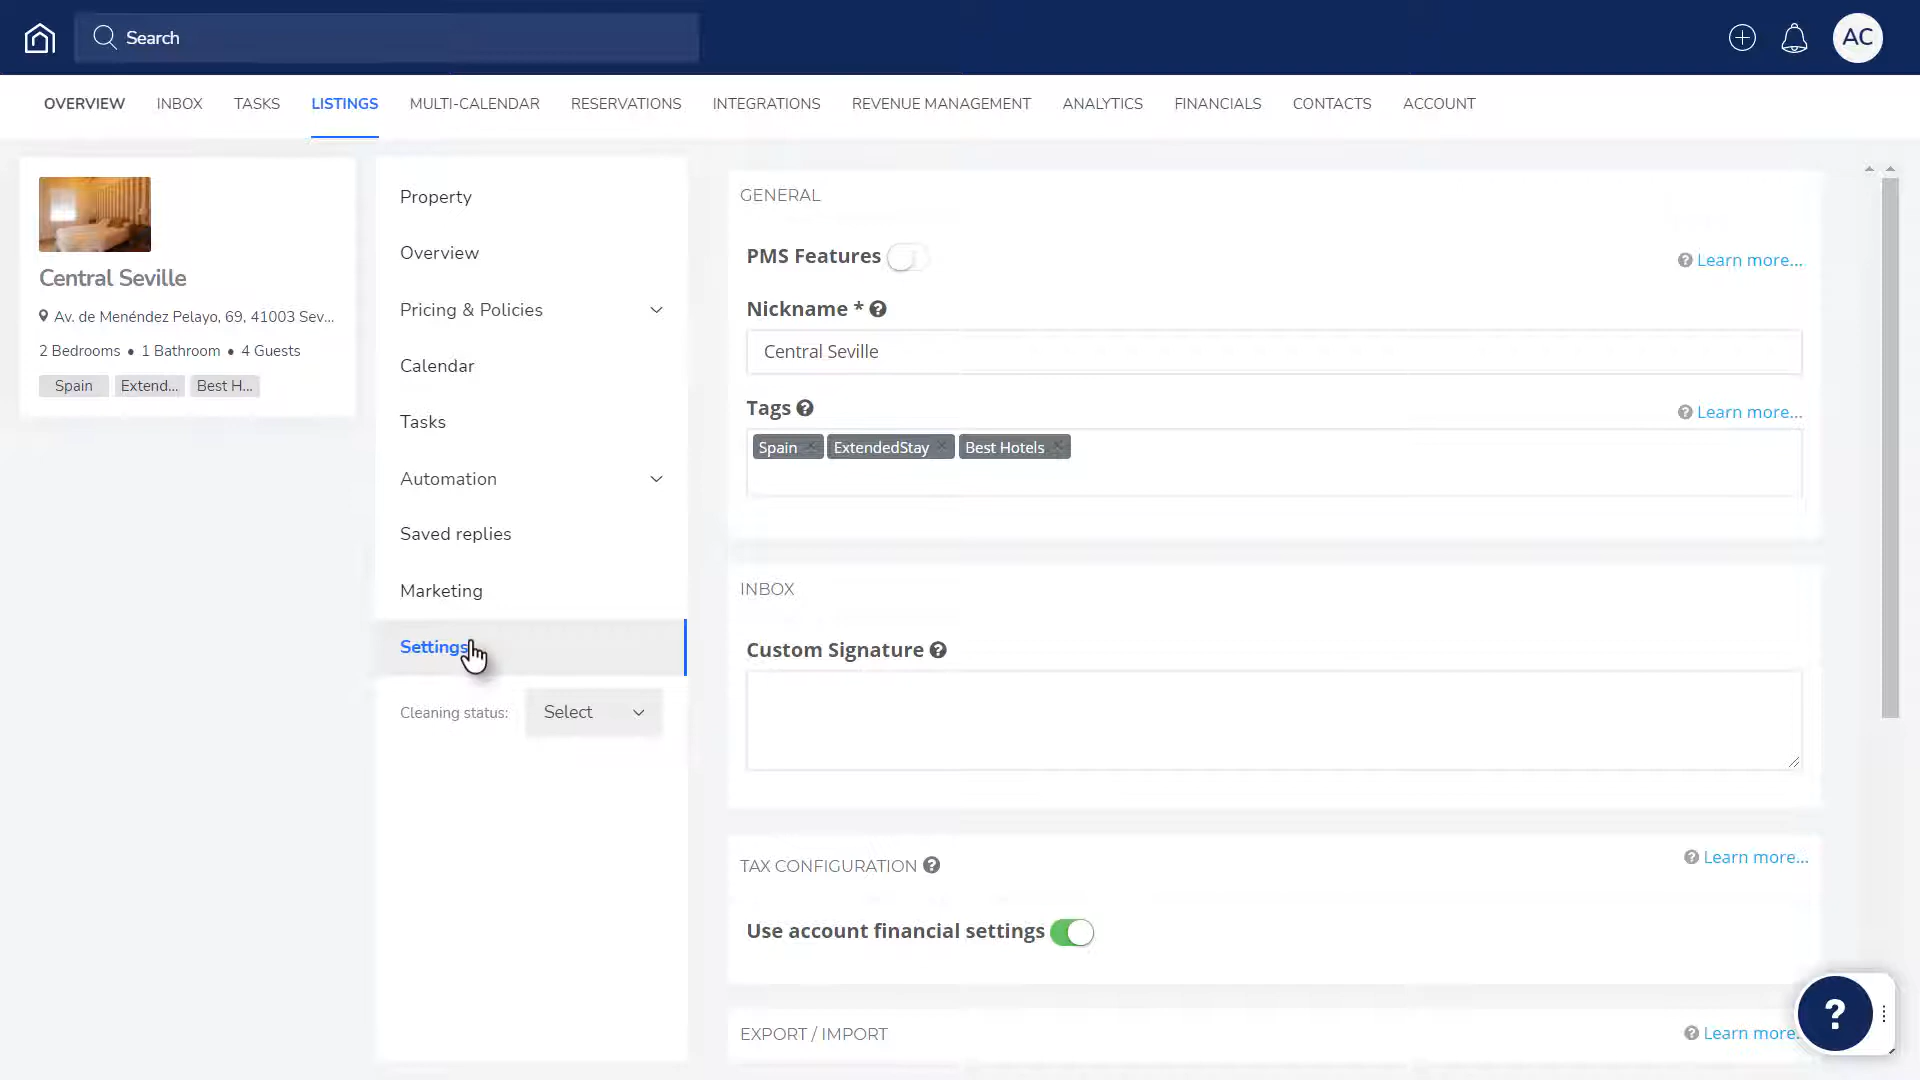 Search
AC
OVERVIEW INBOX TASKS LISTINGS MULTI-CALENDAR RESERVATIONS INTEGRATIONS REVENUE MANAGEMENT ANALYTICS FINANCIALS CONTACTS ACCOUNT
Central Seville
Av. de Menéndez Pelayo, 69, 41003 Sev...
2 Bedrooms • 1 Bathroom • 4 Guests
Spain Extend... Best H...
Property
Overview
Pricing & Policies
Calendar
Tasks
Automation
Saved replies
Marketing
Settings
Cleaning status: Select
GENERAL
PMS Features
? Learn more...
Nickname * ?
Central Seville
Tags ?
? Learn more...
Spain × ExtendedStay × Best Hotels ×
INBOX
Custom Signature ?
TAX CONFIGURATION ?
? Learn more...
Use account financial settings
EXPORT / IMPORT
? Learn more.
?